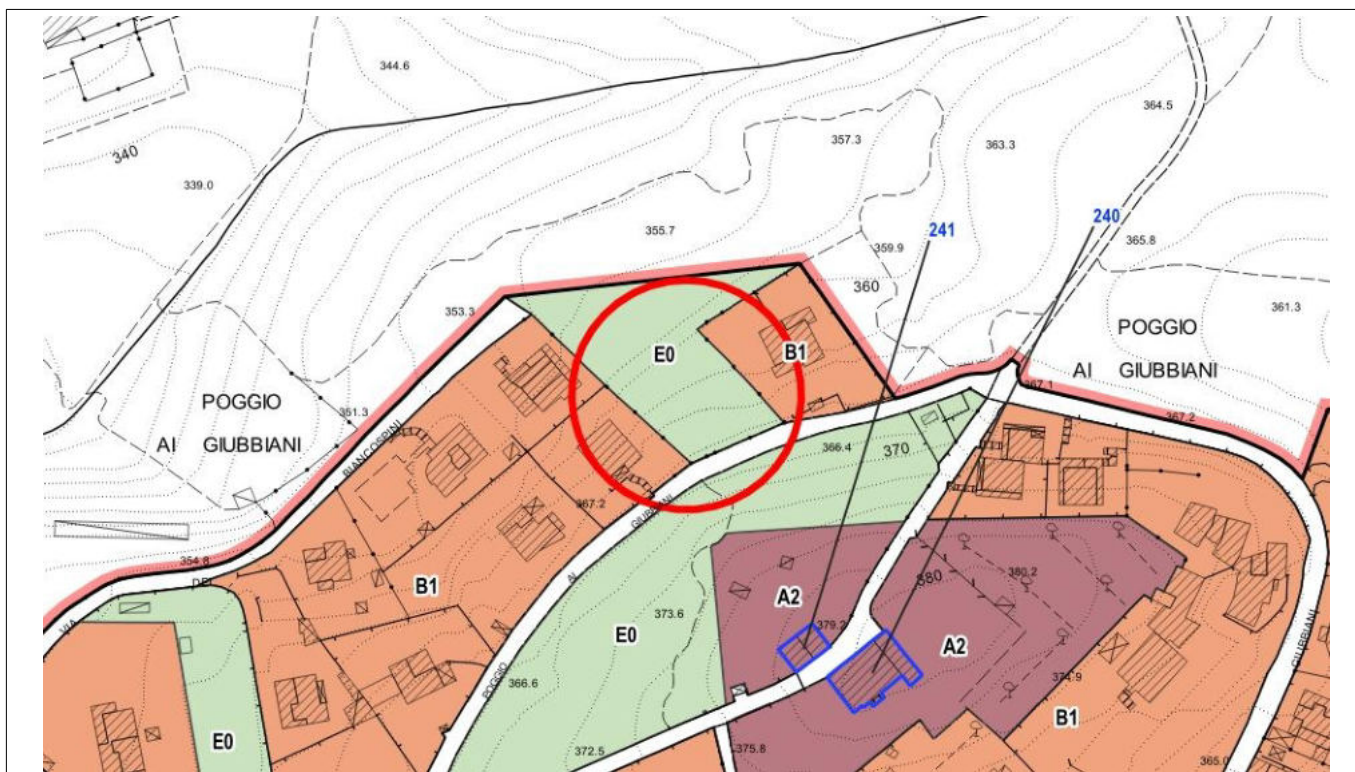 344.6
364.5
340
357.3
363.3
339.0
240
241
355.7
359.9
365.8
360
361.3
353.3
POGGIO
AI GIUBBIANI
E0
B1
367.1
POGGIO
AI GIUBBIANI
351.3
367.2
BIANCOSPINI
366.4
370
GIUBBIANI
367.2
354.8
DEI
AI
380
380.2
B1
A2
373.6
379.2
VIA
E0
A2
GIUBBIANI
POGGIO
366.6
374.9
B1
E0
372.5
375.8
365.0